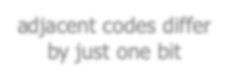 adjacent codes differ
by just one bit